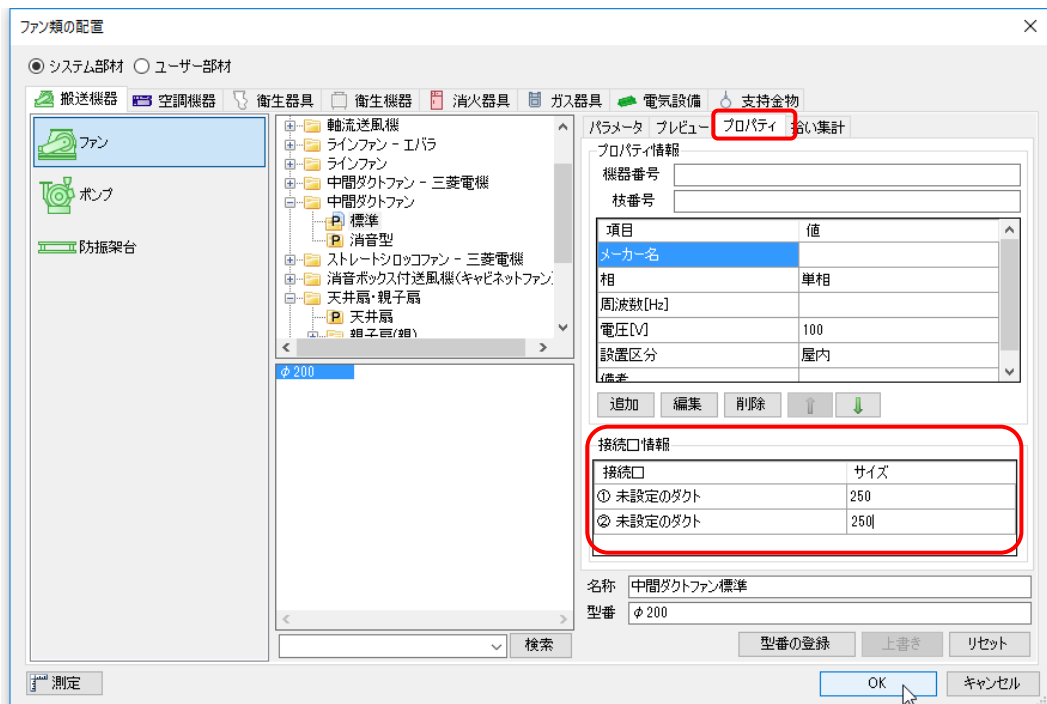 ファン類の配置
システム部材 ユーザー部材
搬送機器 空調機器 衛生器具 衛生機器 消火器具 ガス器具 電気設備 支持金物
ファン
ポンプ
防振架台
軸流送風機
ラインファン - エバラ
ラインファン
中間ダクトファン - 三菱電機
中間ダクトファン
標準
消音型
ストレートシロッコファン - 三菱電機
消音ボックス付送風機(キャビネットファン)
天井扇・親子扇
天井扇
親子扇(親)
φ200
検索
パラメータ プレビュー プロパティ 拾い集計
プロパティ情報
機器番号
枝番号
項目 値
メーカー名
相 単相
周波数[Hz]
電圧[V] 100
設置区分 屋内
備考
追加 編集 削除
接続口情報
接続口 サイズ
① 未設定のダクト 250
② 未設定のダクト 250
名称 中間ダクトファン標準
型番 φ200
型番の登録 上書き リセット
測定
OK キャンセル